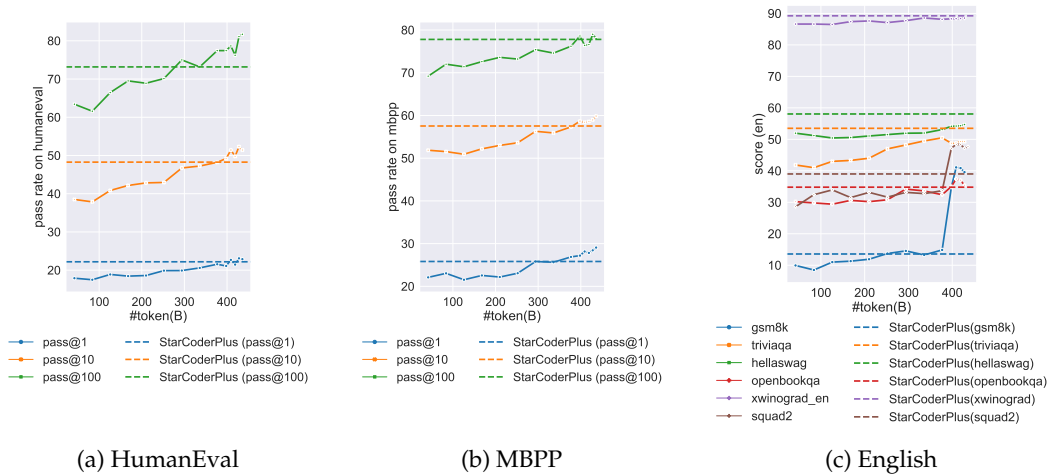 80
70
60
50
40
30
20
pass rate on humaneval
100
200
300
400
#token(B)
pass@1
StarCoderPlus (pass@1)
pass@10
StarCoderPlus (pass@10)
pass@100
StarCoderPlus (pass@100)
(a) HumanEval
80
70
60
50
40
30
20
pass rate on mbpp
100
200
300
400
#token(B)
pass@1
StarCoderPlus (pass@1)
pass@10
StarCoderPlus (pass@10)
pass@100
StarCoderPlus (pass@100)
(b) MBPP
90
80
70
60
50
40
30
20
10
score (en)
100
200
300
400
#token(B)
gsm8k
StarCoderPlus(gsm8k)
triviaqa
StarCoderPlus(triviaqa)
hellaswag
StarCoderPlus(hellaswag)
openbookqa
StarCoderPlus(openbookqa)
xwinograd_en
StarCoderPlus(xwinograd)
squad2
StarCoderPlus(squad2)
(c) English